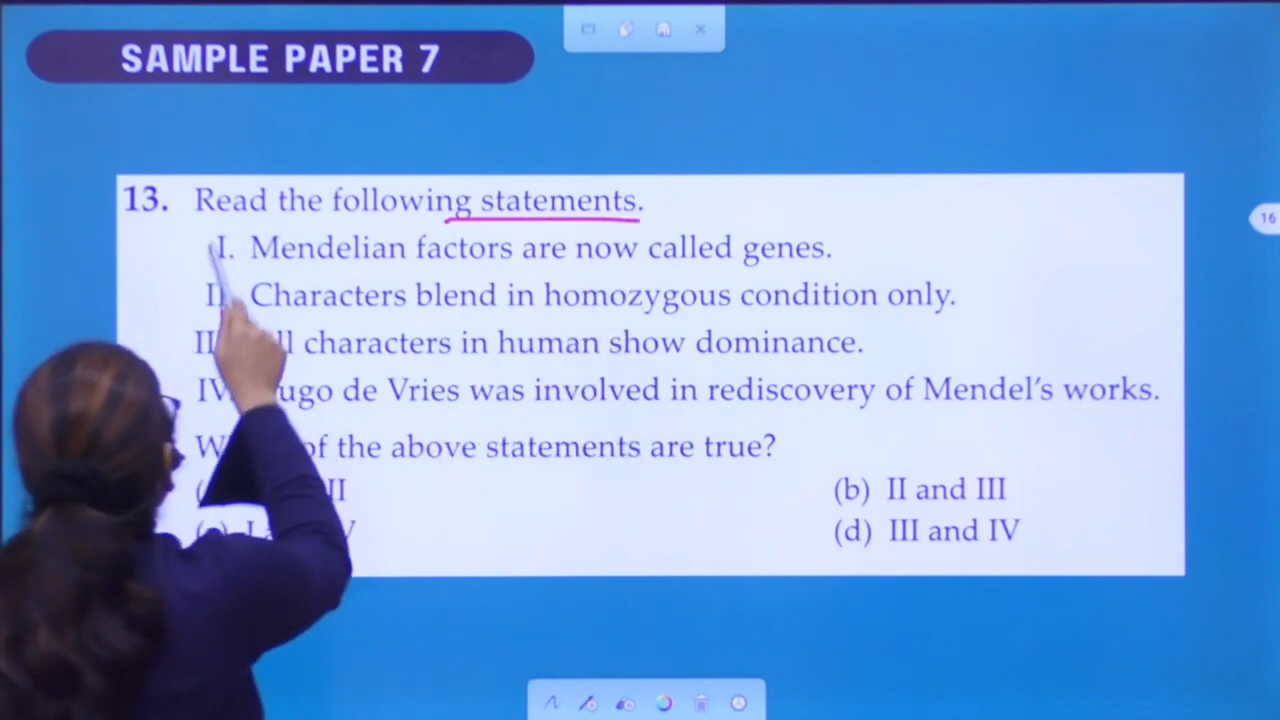 SAMPLE PAPER 7
13. Read the following statements.
I. Mendelian factors are now called genes.
Characters blend in homozygous condition only.
characters in human show dominance.
IV. ugo de Vries was involved in rediscovery of Mendel's works.
of the above statements are true?
(b) II and III
(d) III and IV
16